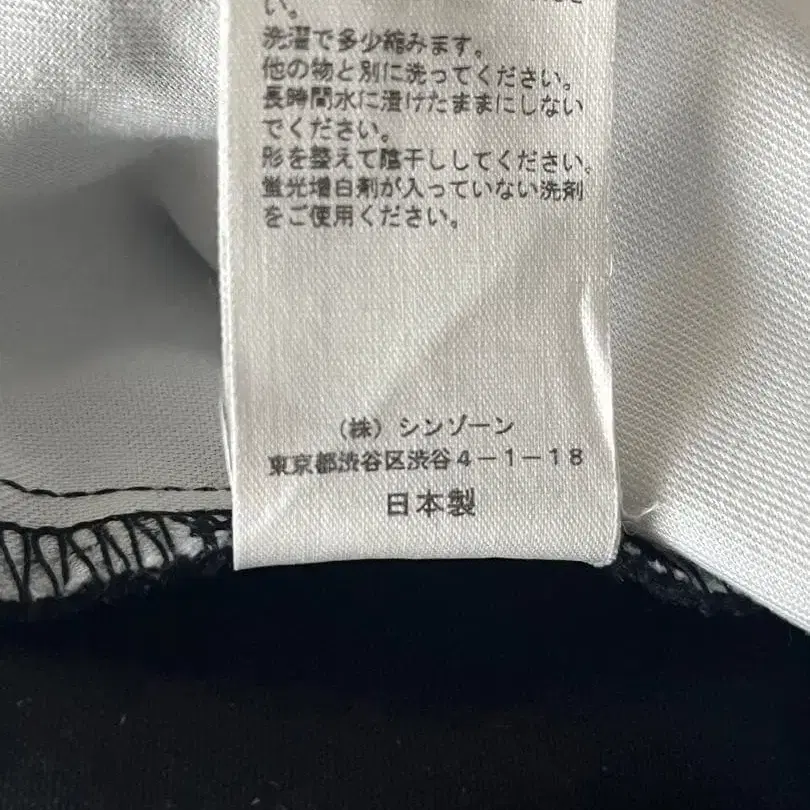 い。
洗濯で多少縮みます。
他の物と別に洗ってください。
長時間水に浸けたままにしない
でください。
形を整えて陰干ししてください。
蛍光増白剤が入っていない洗剤
をご使用ください。
（株）シンゾーン
東京都渋谷区渋谷４－１－１８
日本製